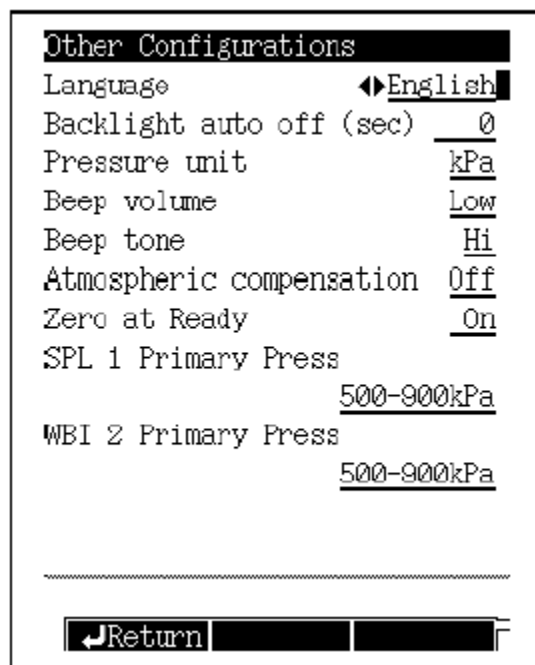 Other Configurations
Language ◀▶English
Backlight auto off (sec) 0
Pressure unit kPa
Beep volume Low
Beep tone Hi
Atmospheric compensation Off
Zero at Ready On
SPL 1 Primary Press
500-900kPa
WBI 2 Primary Press
500-900kPa
↲Return